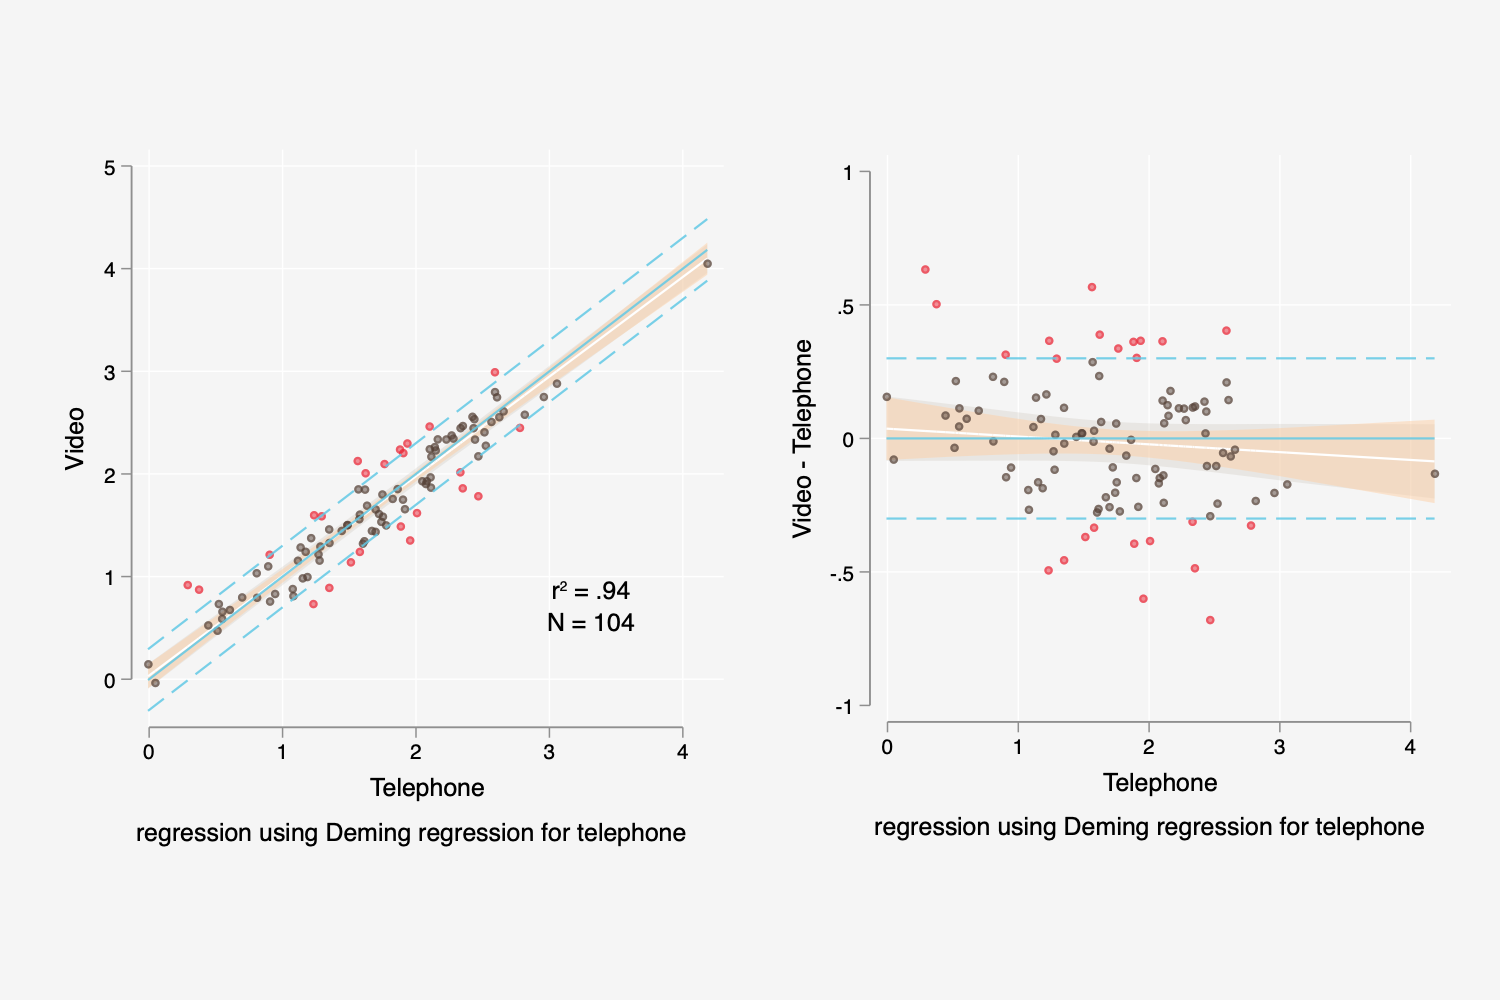 5
4
3
2
1
0
Video
r² = .94
N = 104
0 1 2 3 4
Telephone
regression using Deming regression for telephone
1
.5
0
-.5
-1
Video - Telephone
0 1 2 3 4
Telephone
regression using Deming regression for telephone